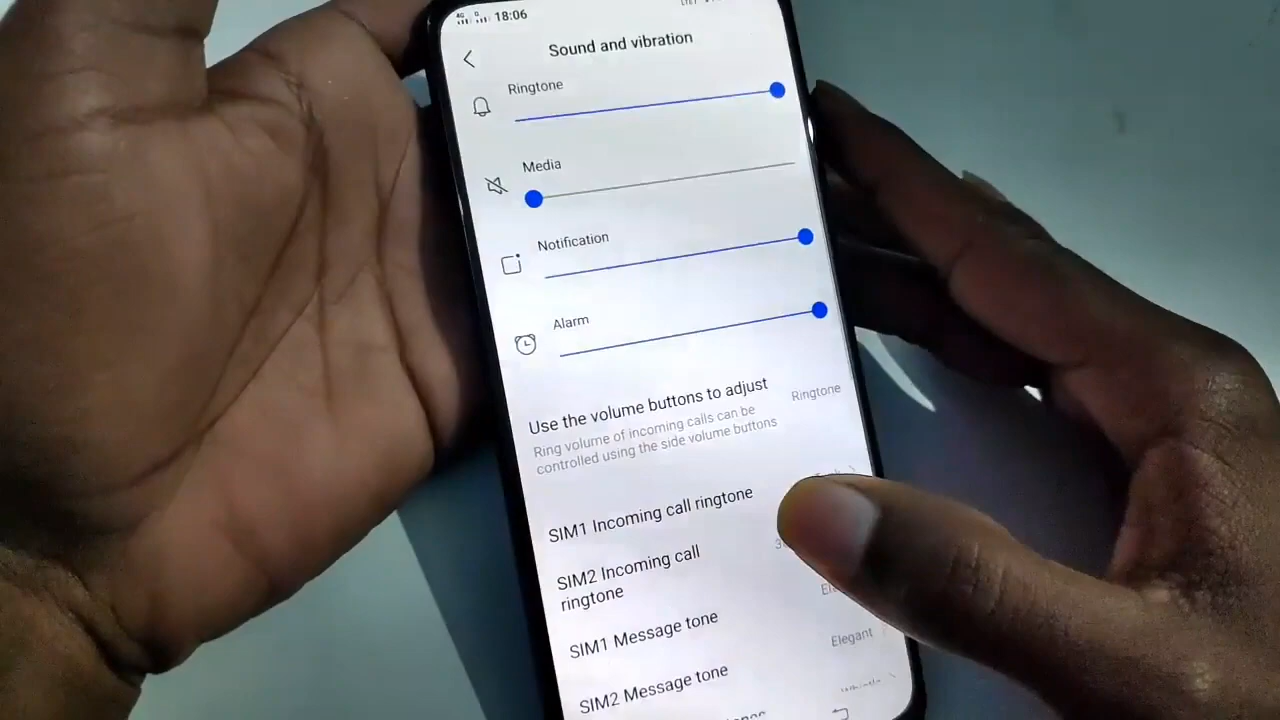 4G G 18:06
Sound and vibration
Ringtone
Media
Notification
Alarm
Use the volume buttons to adjust
Ringtone
Ring volume of incoming calls can be
controlled using the side volume buttons
SIM1 Incoming call ringtone
SIM2 Incoming call
ringtone
SIM1 Message tone
SIM2 Message tone
Elegant